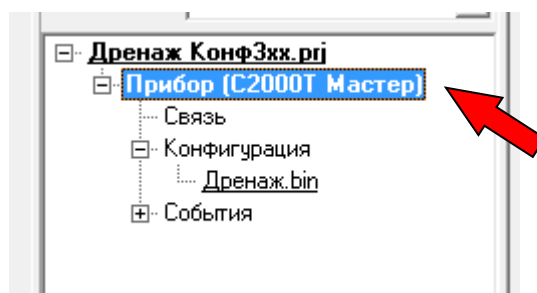 Дренаж Конф3хх.prj
Прибор (С2000Т Мастер)
Связь
Конфигурация
Дренаж.bin
События